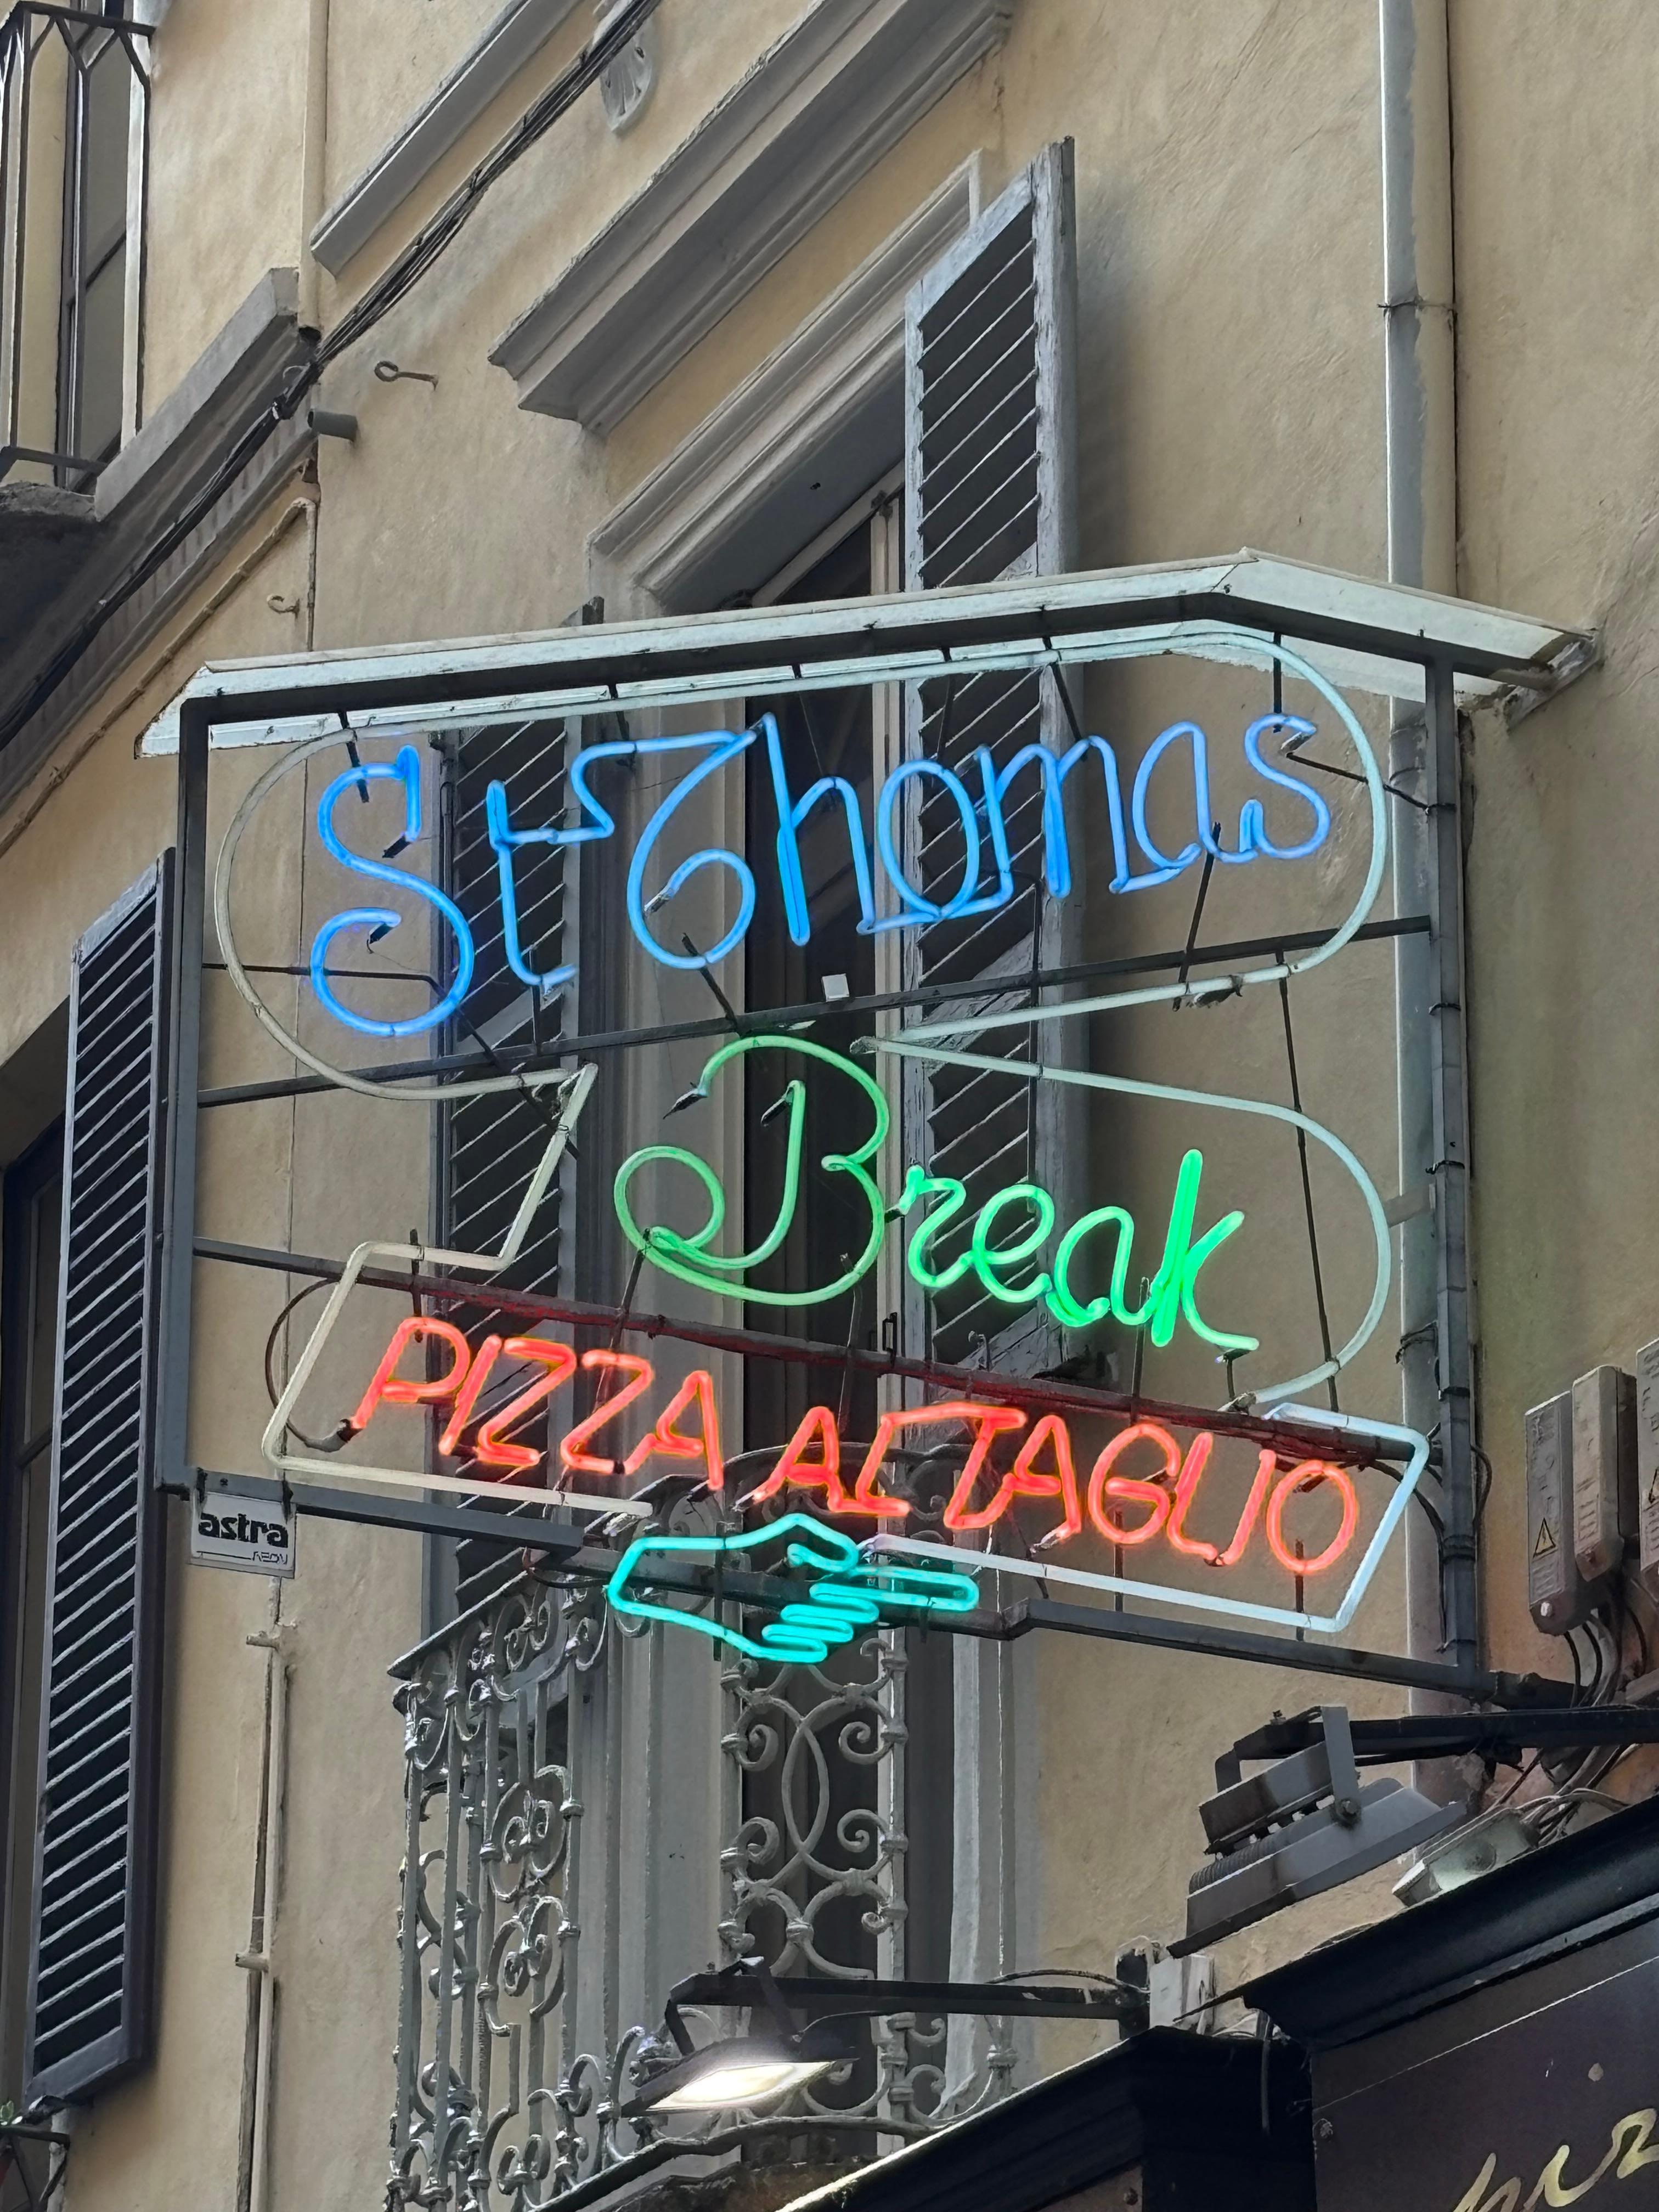 St Thomas
Break
PIZZA AL TAGLIO
astra